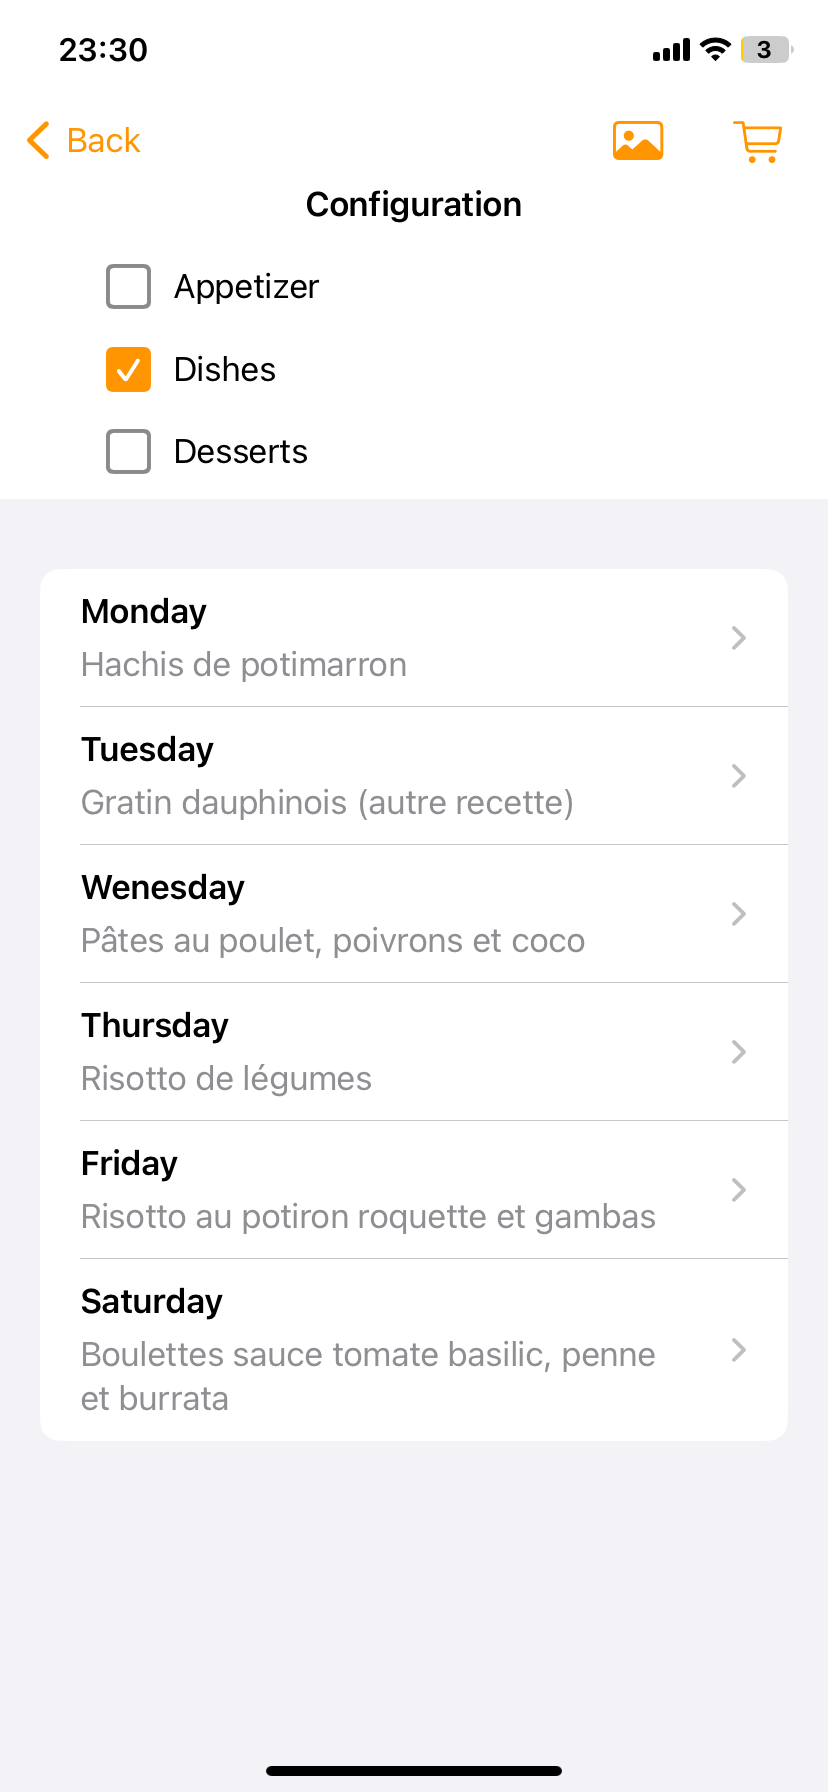 23:30
3
Back
Configuration
Appetizer
Dishes
Desserts
Monday
Hachis de potimarron
Tuesday
Gratin dauphinois (autre recette)
Wenesday
Pâtes au poulet, poivrons et coco
Thursday
Risotto de légumes
Friday
Risotto au potiron roquette et gambas
Saturday
Boulettes sauce tomate basilic, penne
et burrata